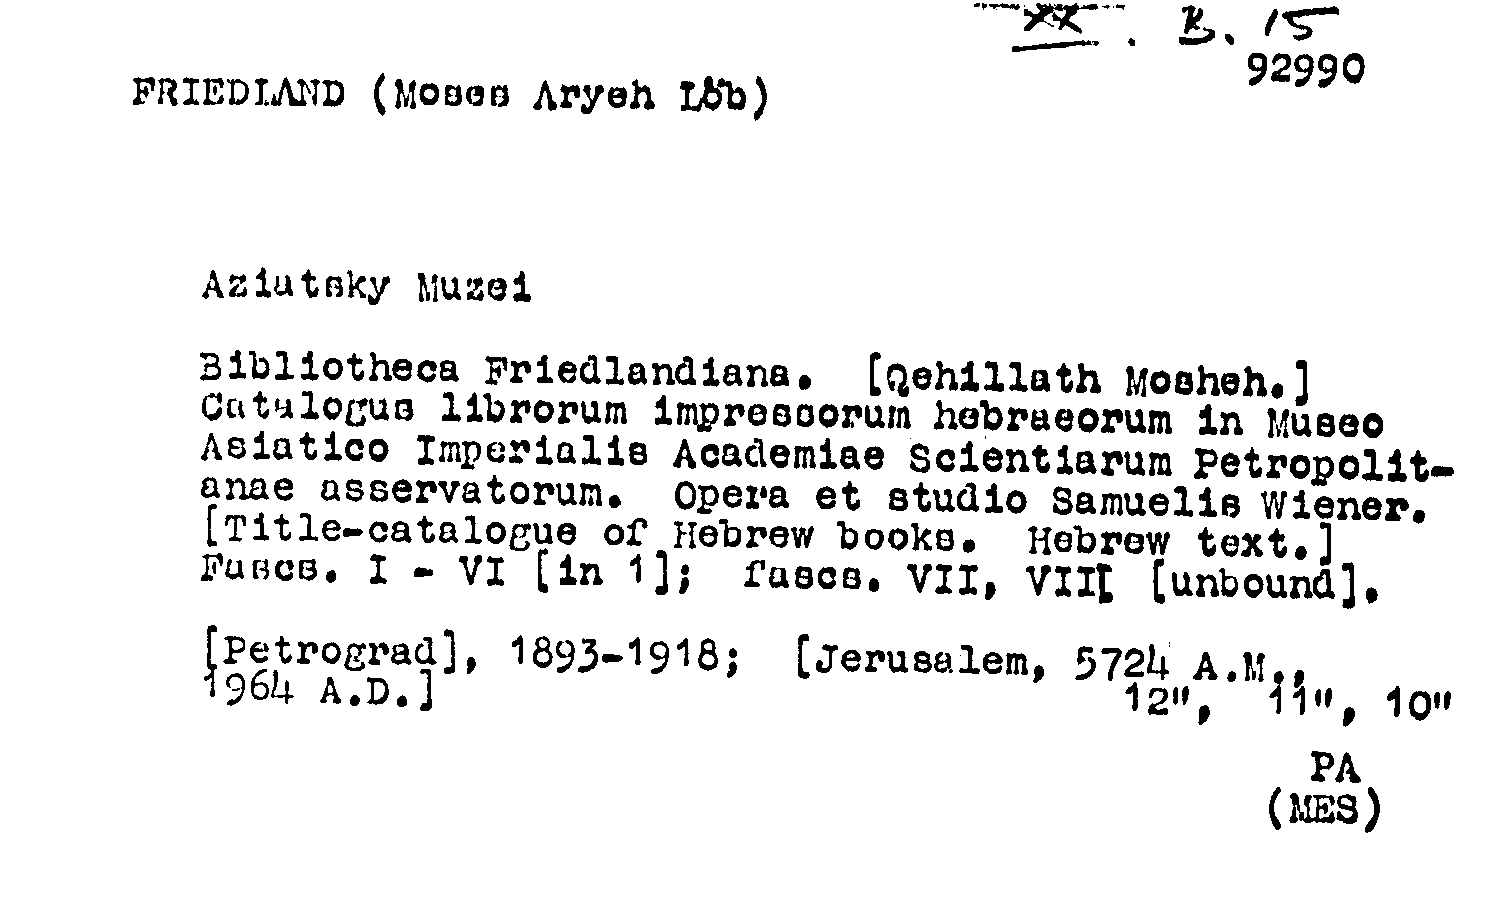 XX. B. 15
92990
FRIEDLAND (Moses Aryeh Löb)
Aziatsky Muzei
Bibliotheca Friedlandiana. [Qehillath Mosheh.]
Catalogus librorum impressorum hebraeorum in Museo
Asiatico Imperialis Academiae Scientiarum Petropolit-
anae asservatorum. Opera et studio Samuelis Wiener.
[Title-catalogue of Hebrew books. Hebrew text.]
Fascs. I - VI [in 1]; fascs. VII, VIII [unbound].
[Petrograd], 1893-1918; [Jerusalem, 5724 A.M.,
1964 A.D.]
12", 11", 10"
PA
(MES)